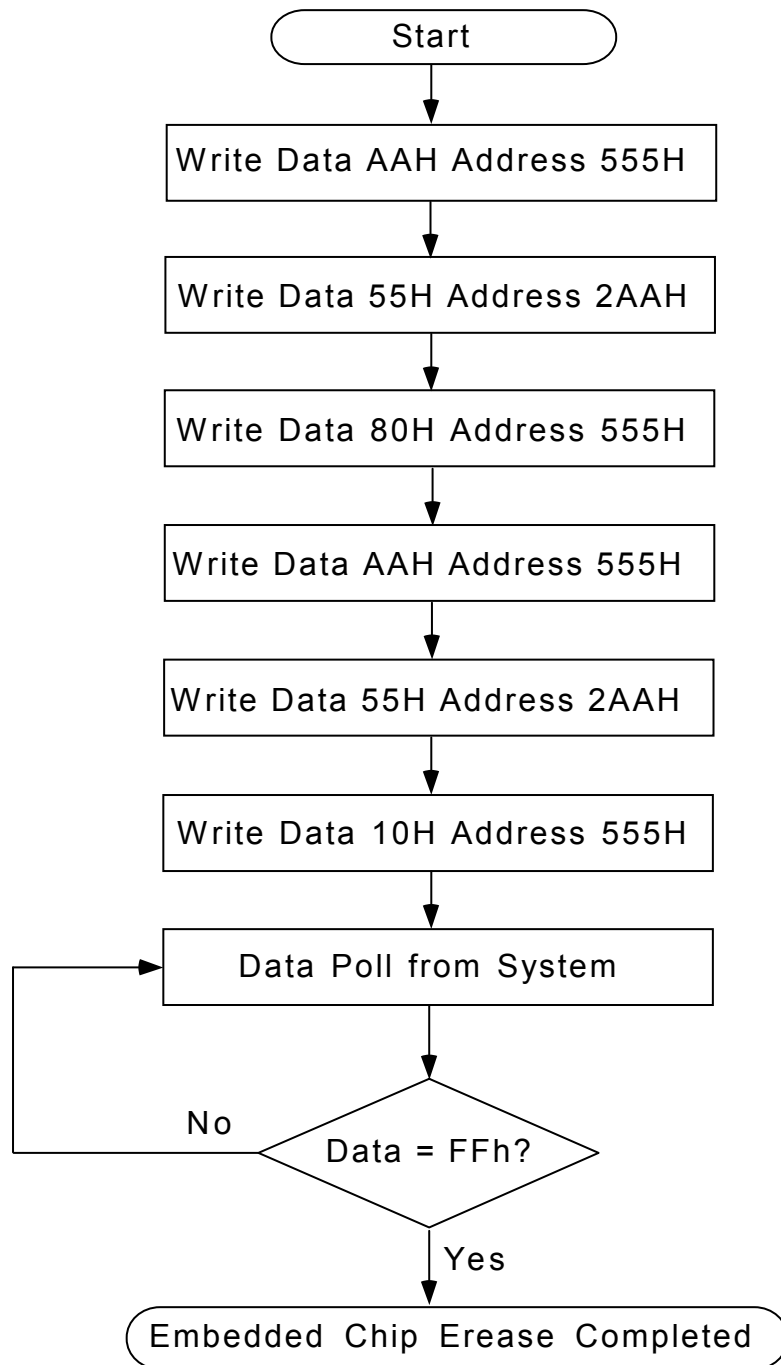 Start
Write Data AAH Address 555H
Write Data 55H Address 2AAH
Write Data 80H Address 555H
Write Data AAH Address 555H
Write Data 55H Address 2AAH
Write Data 10H Address 555H
Data Poll from System
No
Data = FFh?
Yes
Embedded Chip Erease Completed